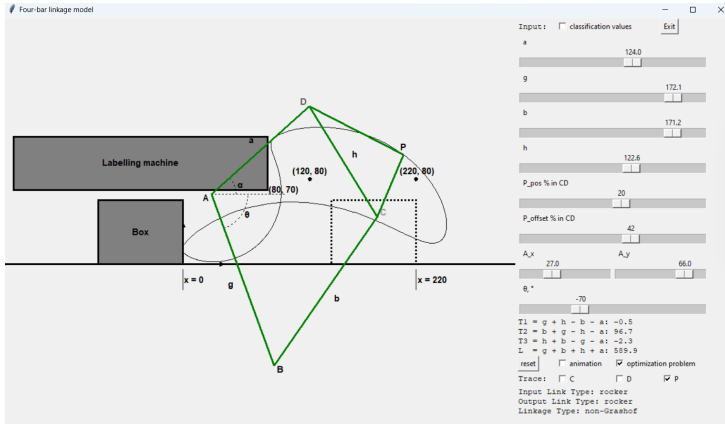 Four-bar linkage model
Input: classification values Exit
a
124.0
g
172.1
b
171.2
h
122.6
P_pos % in CD
20
P_offset % in CD
42
A_x A_y
27.0 66.0
θ, °
-70
T1 = g + h - b - a: -0.5
T2 = b + g - h - a: 96.7
T3 = h + b - g - a: -2.3
L = g + b + h + a: 589.9
reset animation optimization problem
Trace: C D P
Input Link Type: rocker
Output Link Type: rocker
Linkage Type: non-Grashof
D
a
P
h
Labelling machine
(120, 80)
(220, 80)
α
(80, 70)
A
θ
C
Box
x = 0
x = 220
g
b
B